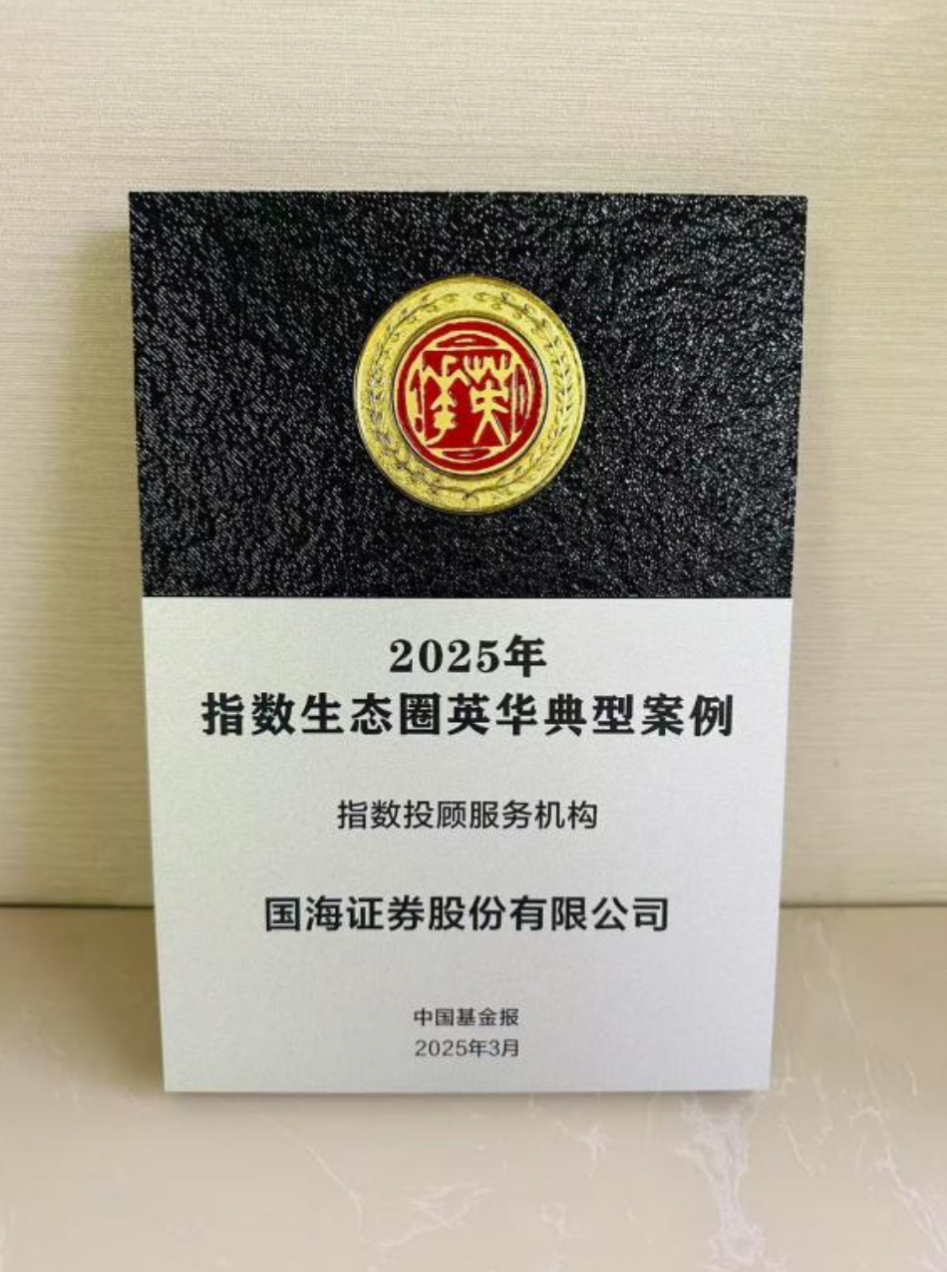 华英
2025年
指数生态圈英华典型案例
指数投顾服务机构
国海证券股份有限公司
中国基金报
2025年3月